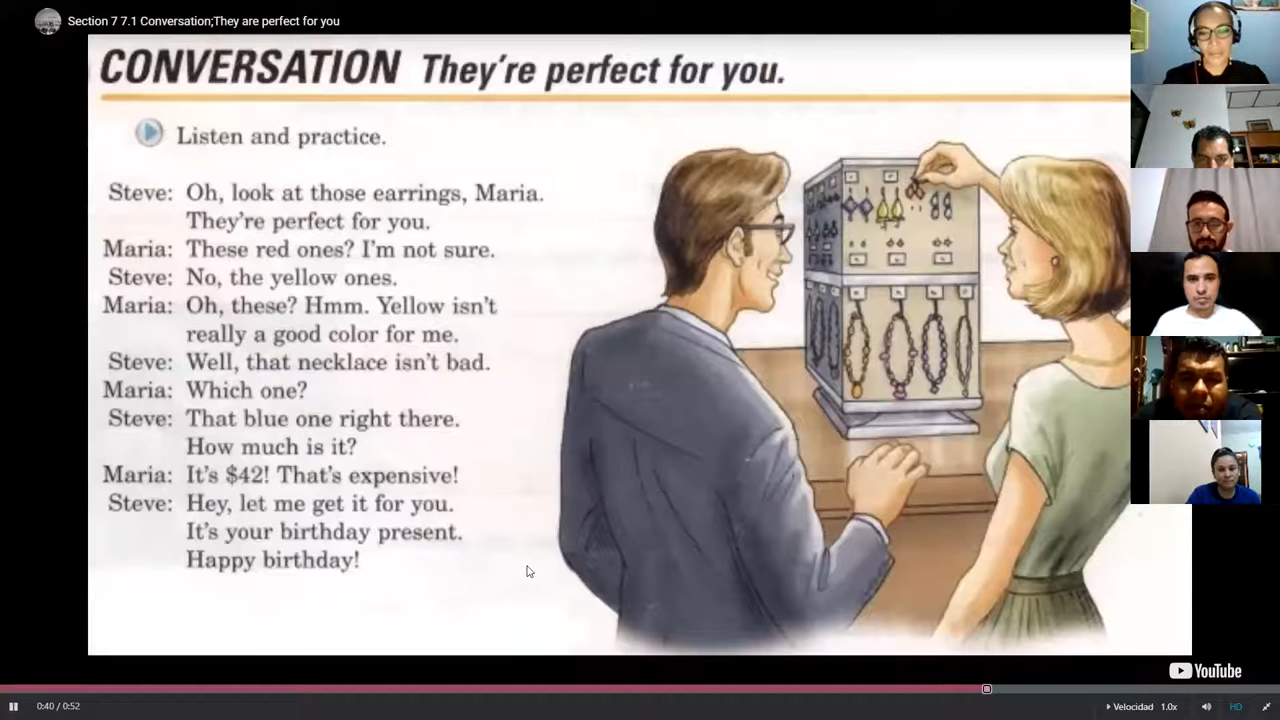 Section 7 7.1 Conversation;They are perfect for you
CONVERSATION They're perfect for you.
Listen and practice.
Steve: Oh, look at those earrings, Maria.
They're perfect for you.
Maria: These red ones? I'm not sure.
Steve: No, the yellow ones.
Maria: Oh, these? Hmm. Yellow isn't
really a good color for me.
Steve: Well, that necklace isn't bad.
Maria: Which one?
Steve: That blue one right there.
How much is it?
Maria: It's $42! That's expensive!
Steve: Hey, let me get it for you.
It's your birthday present.
Happy birthday!
YouTube
0:40 / 0:52
Velocidad 1.0x
HD